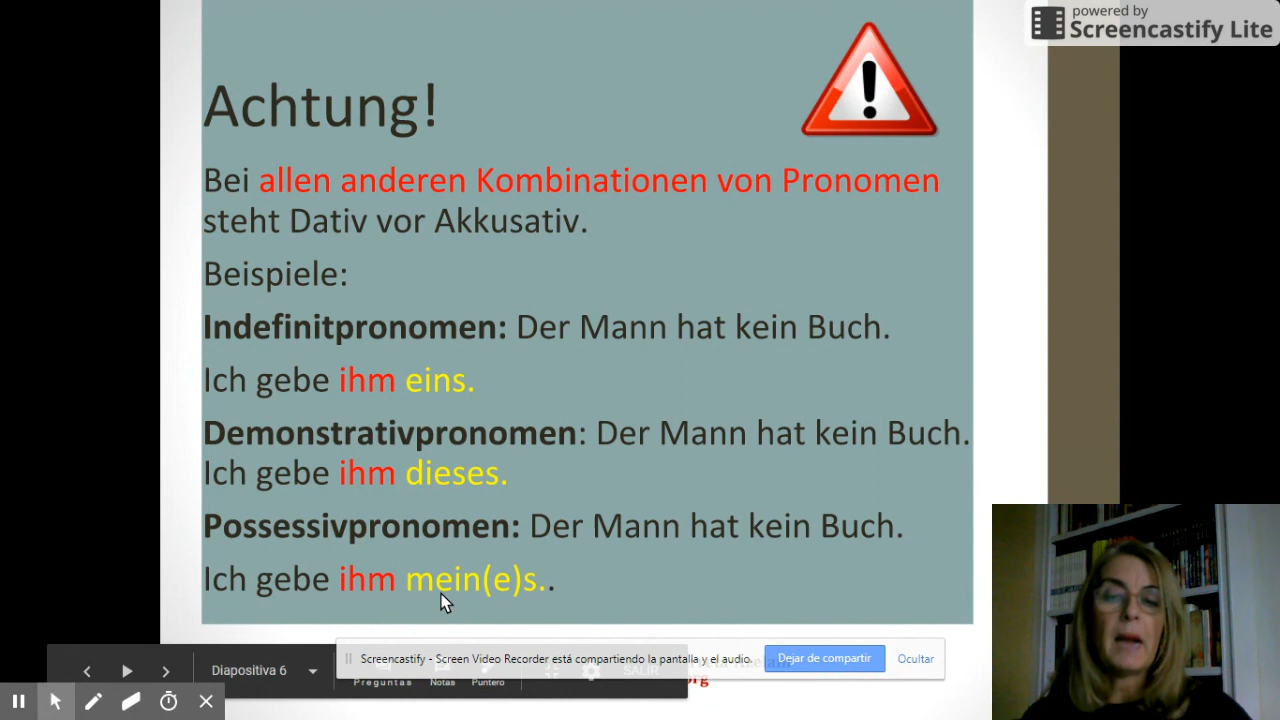 powered by
Screencastify Lite
Achtung!
Bei allen anderen Kombinationen von Pronomen
steht Dativ vor Akkusativ.
Beispiele:
Indefinitpronomen: Der Mann hat kein Buch.
Ich gebe ihm eins.
Demonstrativpronomen: Der Mann hat kein Buch.
Ich gebe ihm dieses.
Possessivpronomen: Der Mann hat kein Buch.
Ich gebe ihm mein(e)s..
Screencastify - Screen Video Recorder está compartiendo la pantalla y el audio.
Dejar de compartir
Ocultar
Diapositiva 6
Preguntas
Notas
Puntero
SALIR
org